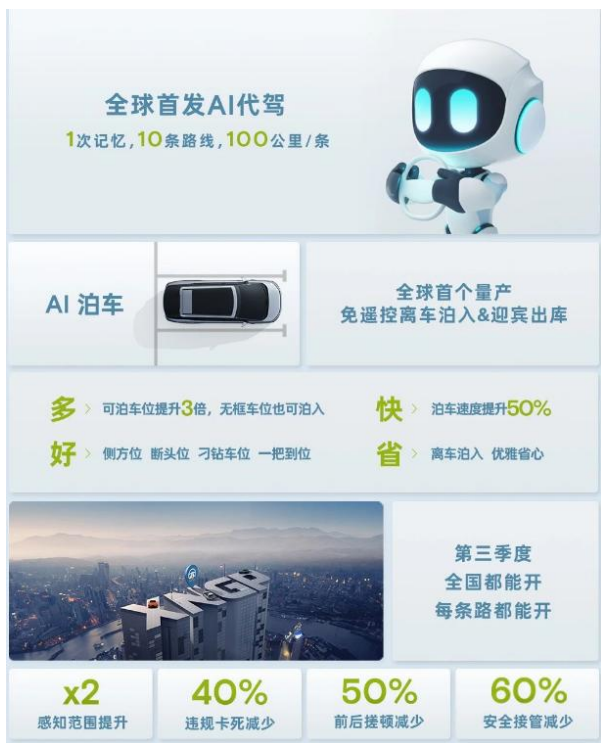 全球首发AI代驾
1次记忆,10条路线,100公里/条
AI 泊车
全球首个量产
免遥控离车泊入&迎宾出库
多 > 可泊车位提升3倍，无框车位也可泊入
快 > 泊车速度提升50%
好 > 侧方位 断头位 刁钻车位 一把到位
省 > 离车泊入 优雅省心
XNGP
第三季度
全国都能开
每条路都能开
x2
感知范围提升
40%
违规卡死减少
50%
前后搓顿减少
60%
安全接管减少